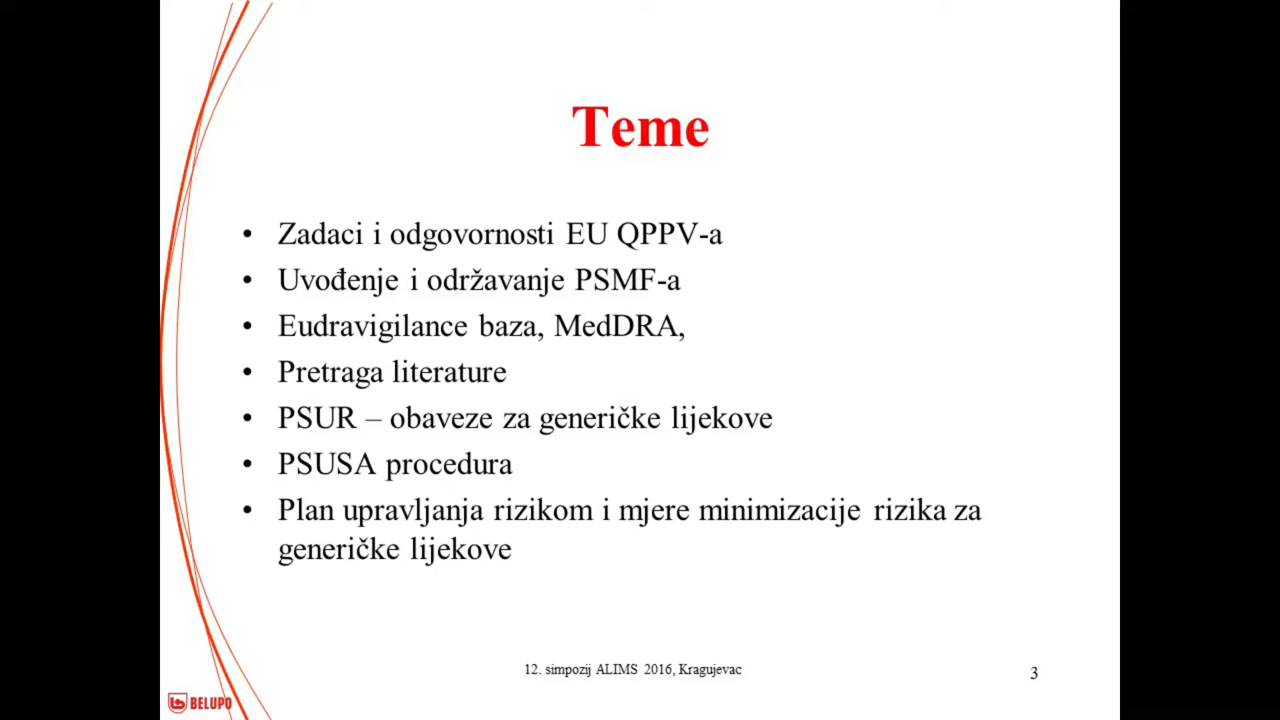 Teme
• Zadaci i odgovornosti EU QPPV-a
• Uvođenje i održavanje PSMF-a
• Eudravigilance baza, MedDRA,
• Pretraga literature
• PSUR – obaveze za generičke lijekove
• PSUSA procedura
• Plan upravljanja rizikom i mjere minimizacije rizika za
generičke lijekove
12. simpozij ALIMS 2016, Kragujevac
3
BELUPO